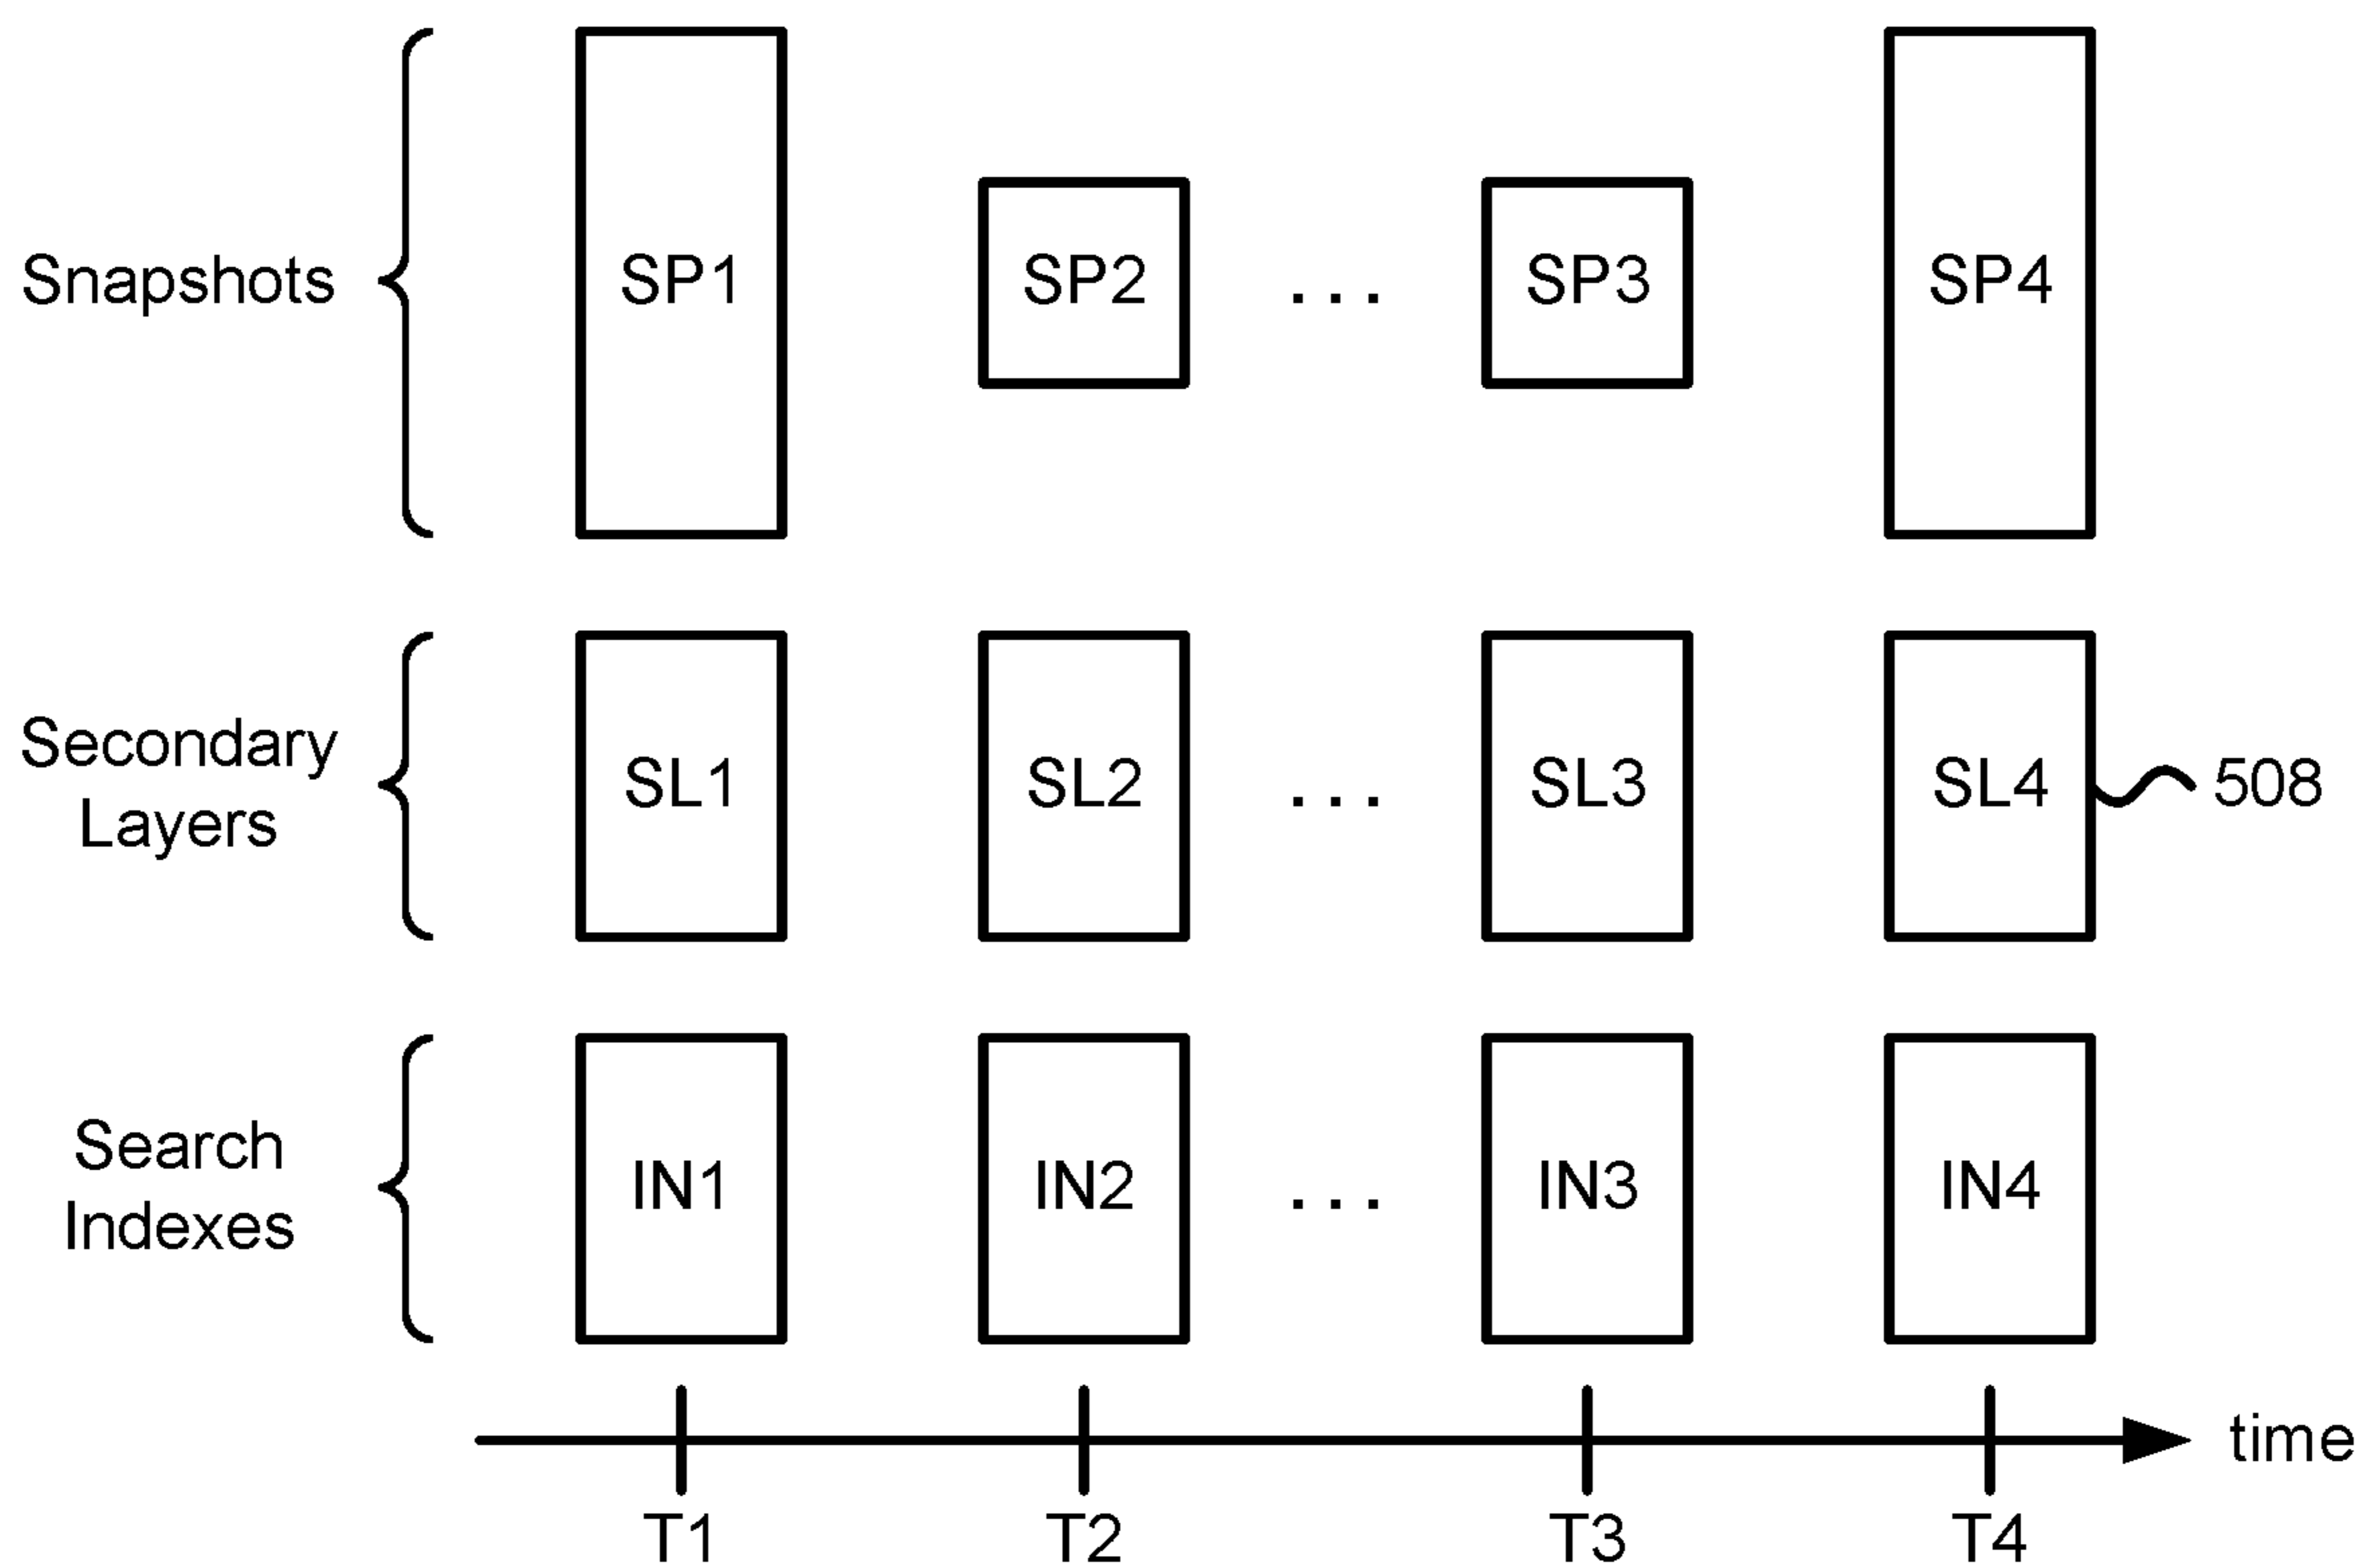 Snapshots
SP1
SP2
...
SP3
SP4
Secondary
Layers
SL1
SL2
...
SL3
SL4
508
Search
Indexes
IN1
IN2
...
IN3
IN4
time
T1
T2
T3
T4